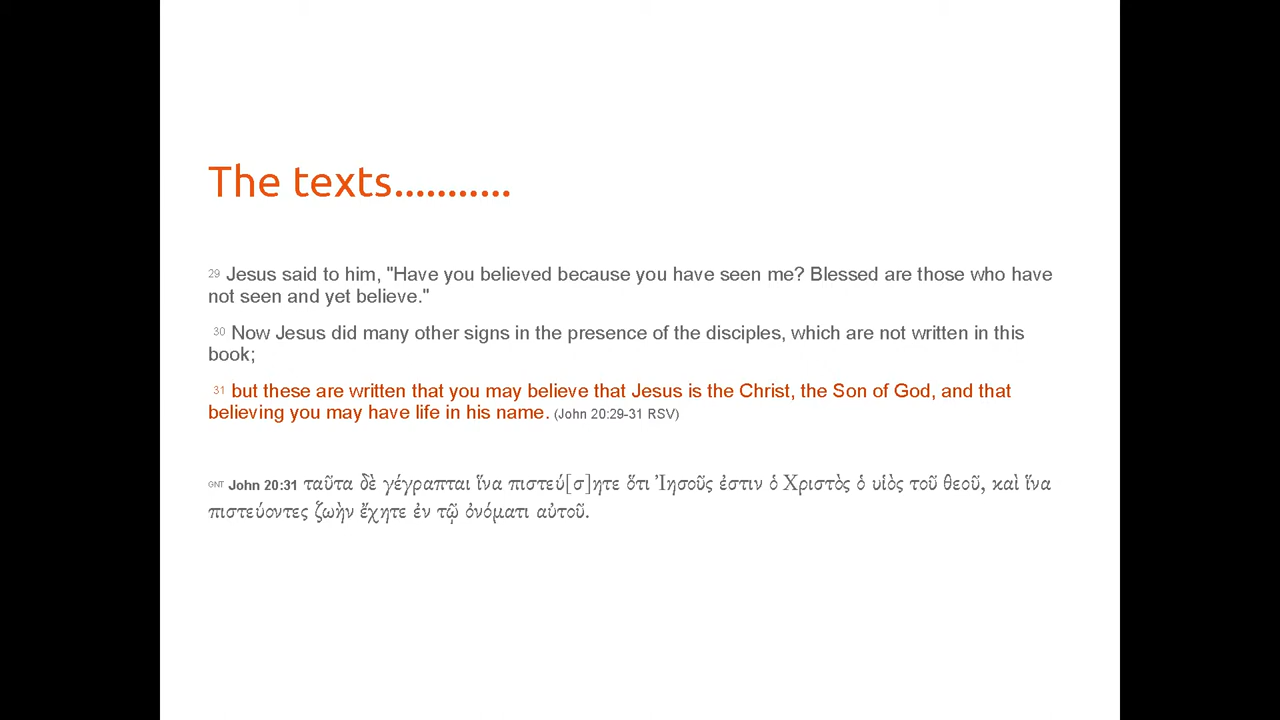 The texts...........
29 Jesus said to him, "Have you believed because you have seen me? Blessed are those who have
not seen and yet believe."
30 Now Jesus did many other signs in the presence of the disciples, which are not written in this
book;
31 but these are written that you may believe that Jesus is the Christ, the Son of God, and that
believing you may have life in his name. (John 20:29-31 RSV)
GNT John 20:31 ταῦτα δὲ γέγραπται ἵνα πιστεύ[σ]ητε ὅτι Ἰησοῦς ἐστιν ὁ Χριστὸς ὁ υἱὸς τοῦ θεοῦ, καὶ ἵνα
πιστεύοντες ζωὴν ἔχητε ἐν τῷ ὀνόματι αὐτοῦ.